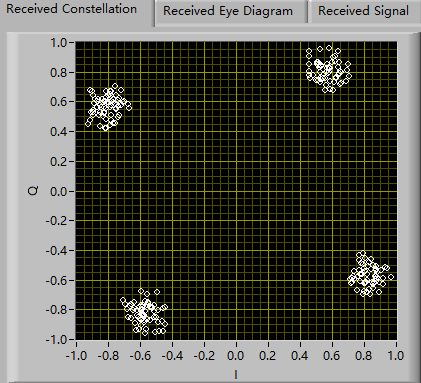 Received Constellation Received Eye Diagram Received Signal
1.0
0.8
0.6
0.4
0.2
0.0
-0.2
-0.4
-0.6
-0.8
-1.0
Q
-1.0 -0.8 -0.6 -0.4 -0.2 0.0 0.2 0.4 0.6 0.8 1.0
I